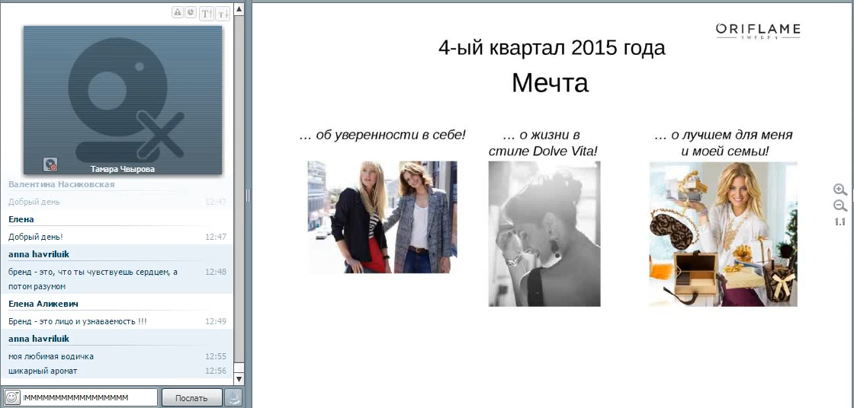 Тамара Чвырова
Валентина Насиковская
Добрый день 12:47
Елена
Добрый день! 12:47
anna havriluik
бренд - это, что ты чувствуешь сердцем, а 12:48
потом разумом
Елена Аликевич
Бренд - это лицо и узнаваемость !!! 12:49
anna havriluik
моя любимая водичка 12:55
шикарный аромат 12:56
Послать
ORIFLAME
SWEDEN
4-ый квартал 2015 года
Мечта
… об уверенности в себе!
… о жизни в
стиле Dolve Vita!
… о лучшем для меня
и моей семьи!
1.1